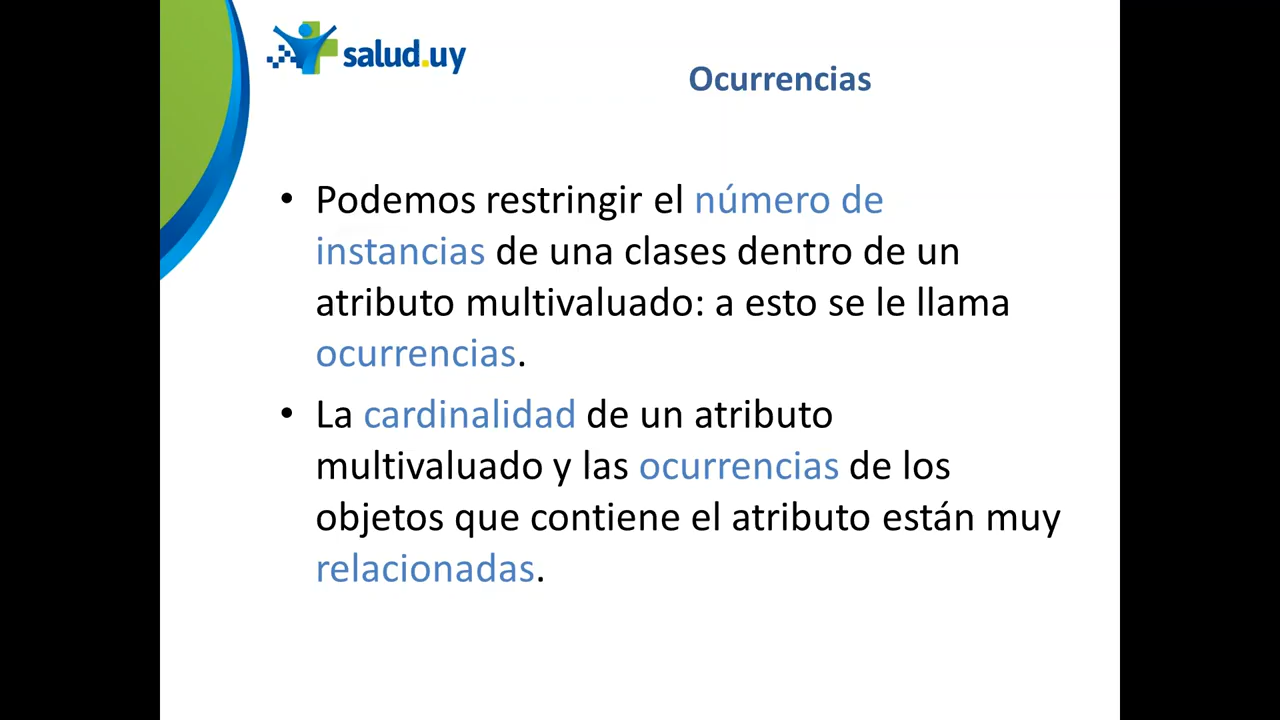 salud.uy
Ocurrencias
• Podemos restringir el número de
instancias de una clases dentro de un
atributo multivaluado: a esto se le llama
ocurrencias.
• La cardinalidad de un atributo
multivaluado y las ocurrencias de los
objetos que contiene el atributo están muy
relacionadas.